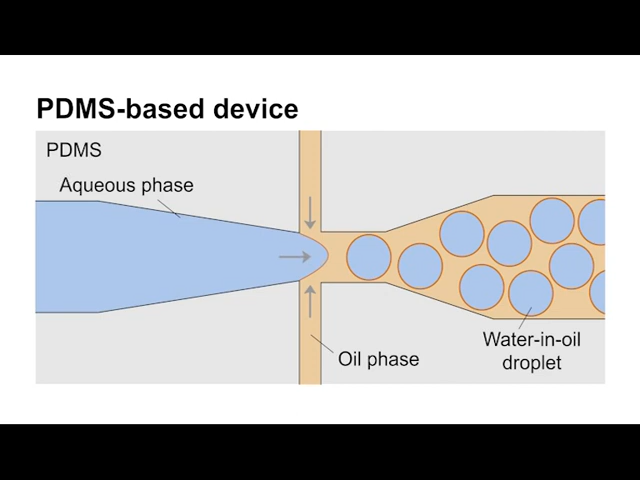 PDMS-based device
PDMS
Aqueous phase
Oil phase
Water-in-oil
droplet